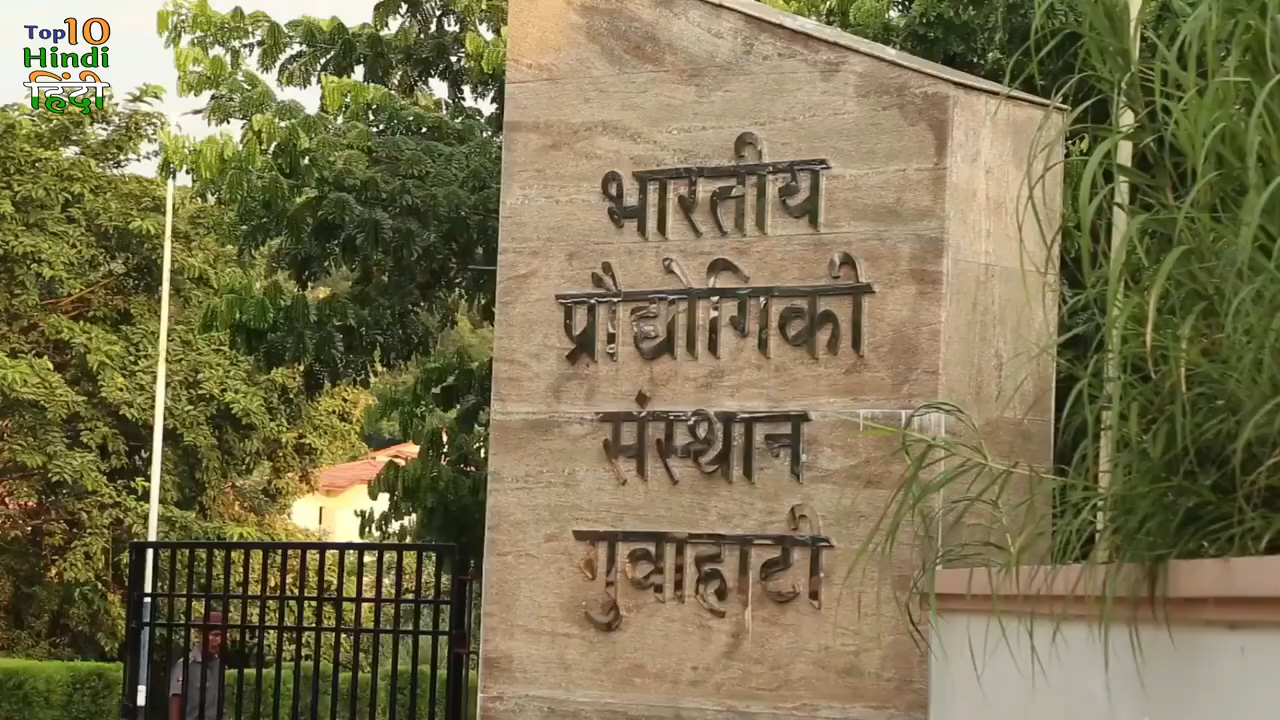 Top10
Hindi
हिंदी
भारतीय
प्रौद्योगिकी
संस्थान
गुवाहाटी